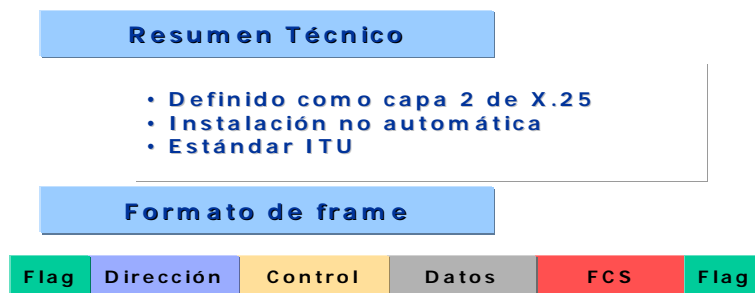 Resumen Técnico
• Definido como capa 2 de X.25
• Instalación no automática
• Estándar ITU
Formato de frame
Flag Dirección Control Datos FCS Flag